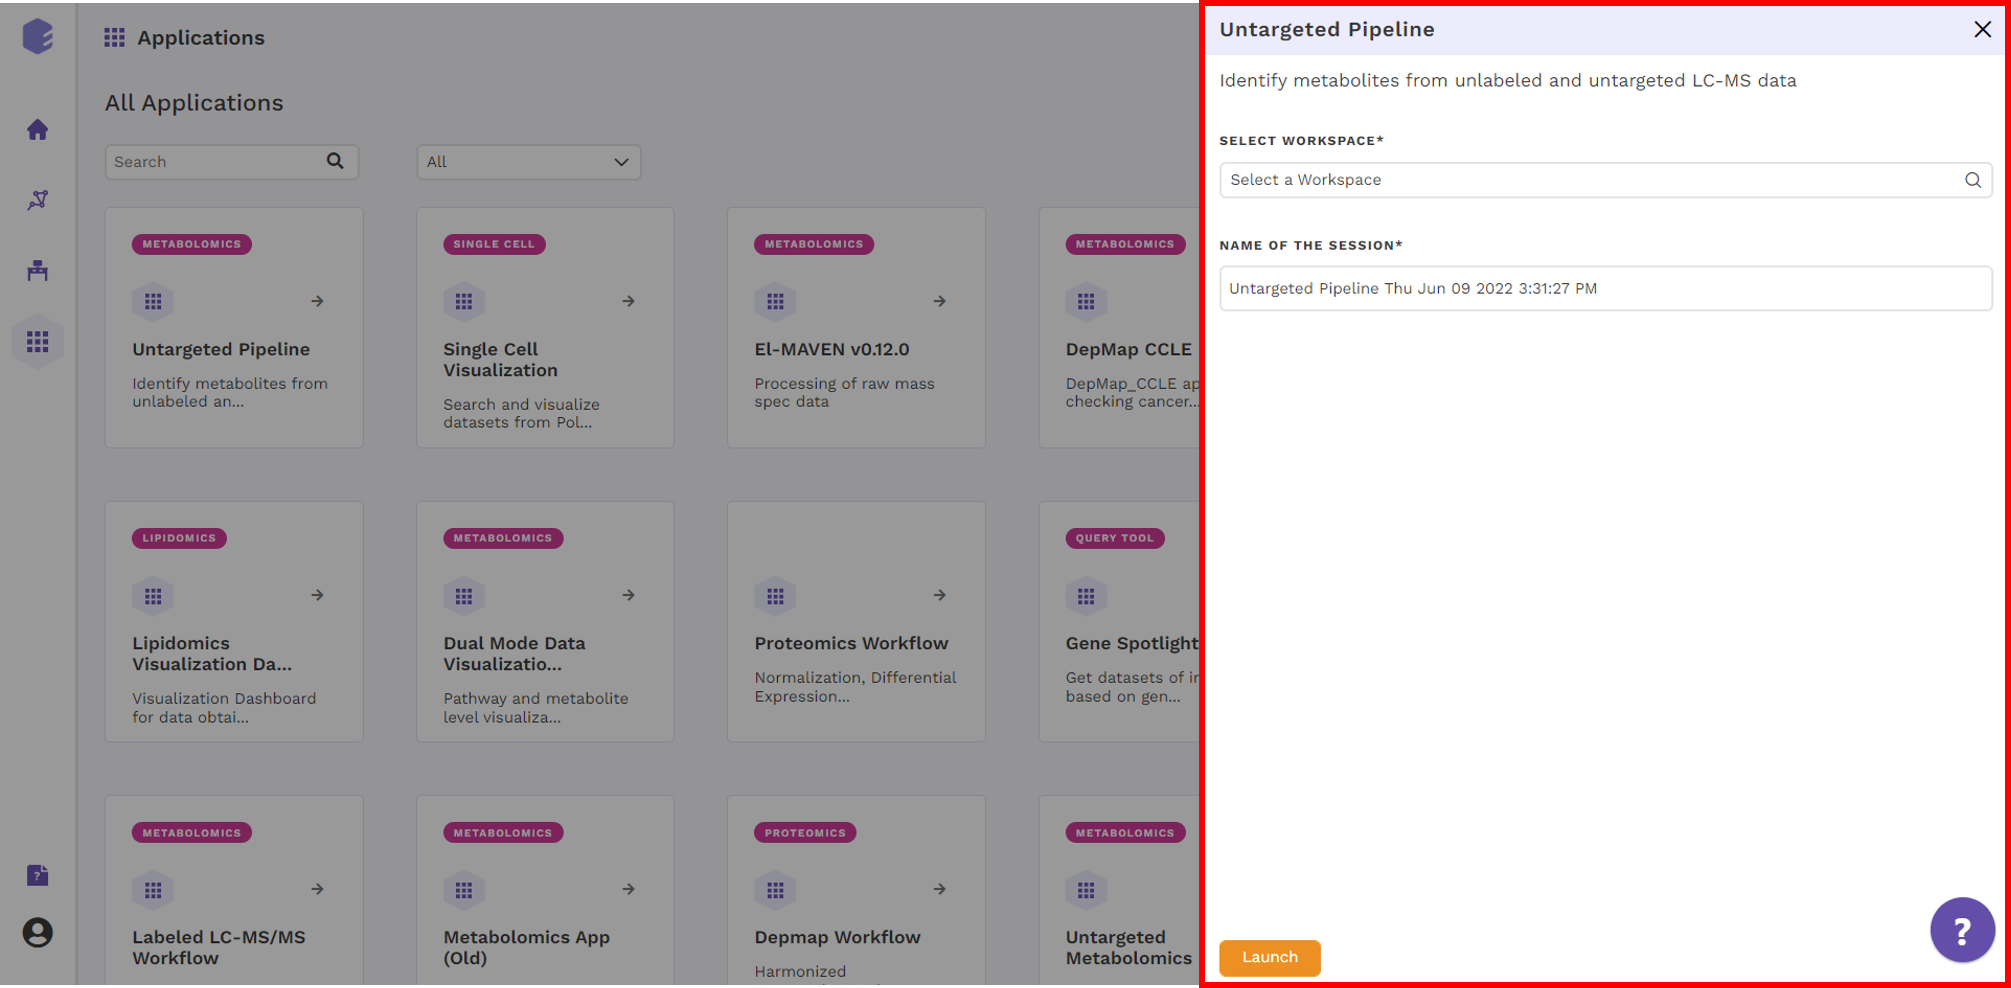 Applications
All Applications
Search
All
METABOLOMICS
Untargeted Pipeline
Identify metabolites from
unlabeled an...
SINGLE CELL
Single Cell
Visualization
Search and visualize
datasets from Pol...
METABOLOMICS
El-MAVEN v0.12.0
Processing of raw mass
spec data
METABOLOMICS
DepMap CCLE
DepMap_CCLE ap
checking cancer...
LIPIDOMICS
Lipidomics
Visualization Da...
Visualization Dashboard
for data obtai...
METABOLOMICS
Dual Mode Data
Visualizatio...
Pathway and metabolite
level visualiza...
Proteomics Workflow
Normalization, Differential
Expression...
QUERY TOOL
Gene Spotlight
Get datasets of in
based on gen...
METABOLOMICS
Labeled LC-MS/MS
Workflow
METABOLOMICS
Metabolomics App
(Old)
PROTEOMICS
Depmap Workflow
Harmonized
METABOLOMICS
Untargeted
Metabolomics
Untargeted Pipeline
Identify metabolites from unlabeled and untargeted LC-MS data
SELECT WORKSPACE*
Select a Workspace
NAME OF THE SESSION*
Untargeted Pipeline Thu Jun 09 2022 3:31:27 PM
Launch
?